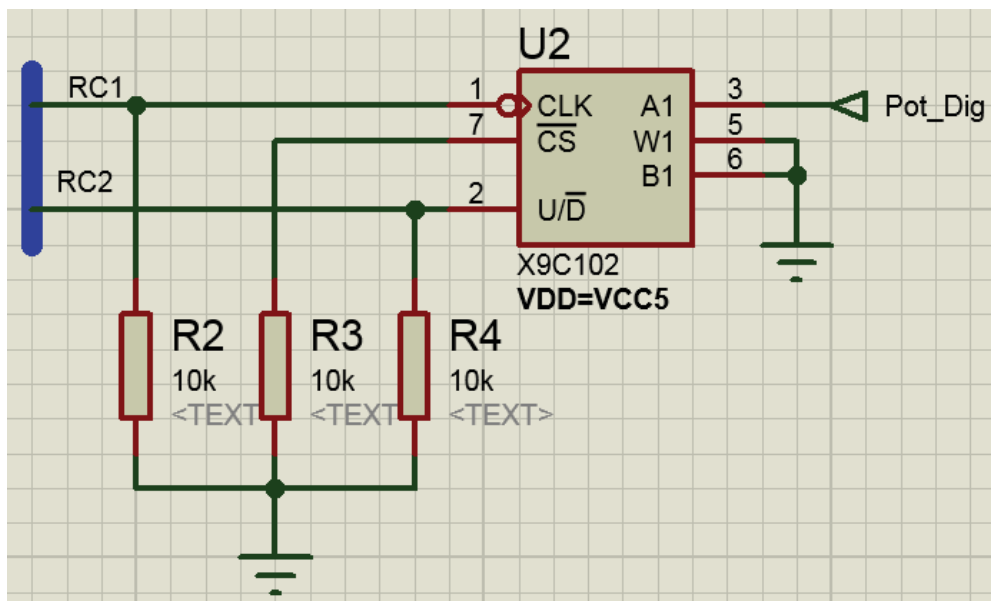 U2
RC1
1
CLK
A1
3
Pot_Dig
7
CS
W1
5
B1
6
RC2
2
U/D
X9C102
VDD=VCC5
R2
R3
R4
10k
10k
10k
<TEXT
<TEXT
<TEXT>